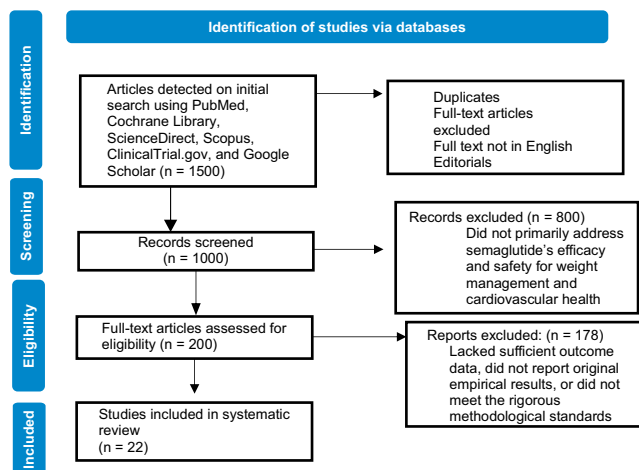 Identification of studies via databases
Identification
Articles detected on initial
search using PubMed,
Cochrane Library,
ScienceDirect, Scopus,
ClinicalTrial.gov, and Google
Scholar (n = 1500)
Duplicates
Full-text articles
excluded
Full text not in English
Editorials
Screening
Records screened
(n = 1000)
Records excluded (n = 800)
Did not primarily address
semaglutide's efficacy
and safety for weight
management and
cardiovascular health
Eligibility
Full-text articles assessed for
eligibility (n = 200)
Reports excluded: (n = 178)
Lacked sufficient outcome
data, did not report original
empirical results, or did not
meet the rigorous
methodological standards
Included
Studies included in systematic
review
(n = 22)